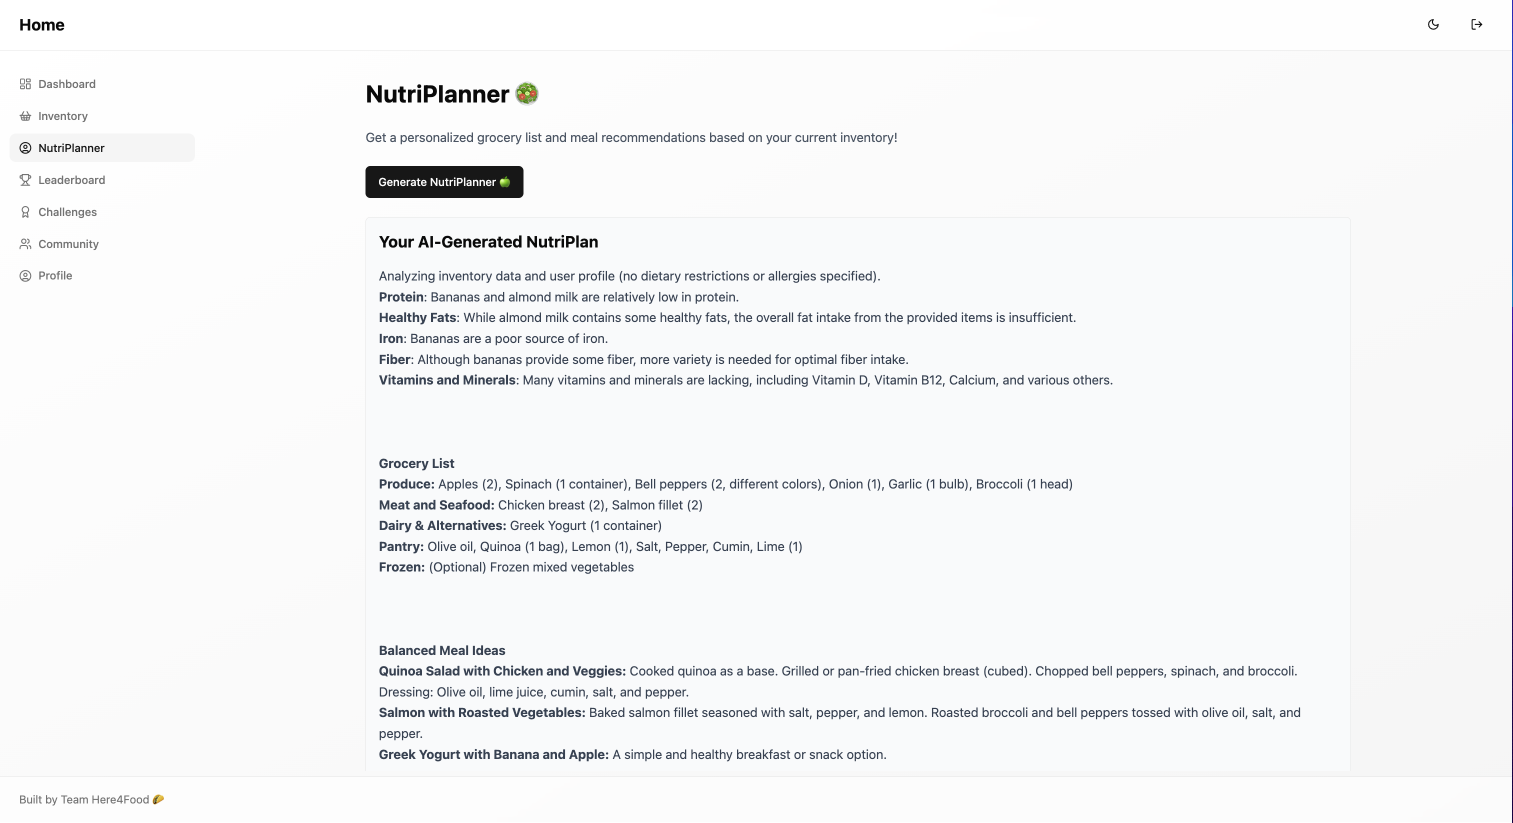 Home
Dashboard
Inventory
NutriPlanner
Leaderboard
Challenges
Community
Profile
NutriPlanner
Get a personalized grocery list and meal recommendations based on your current inventory!
Generate NutriPlanner
Your AI-Generated NutriPlan
Analyzing inventory data and user profile (no dietary restrictions or allergies specified).
Protein: Bananas and almond milk are relatively low in protein.
Healthy Fats: While almond milk contains some healthy fats, the overall fat intake from the provided items is insufficient.
Iron: Bananas are a poor source of iron.
Fiber: Although bananas provide some fiber, more variety is needed for optimal fiber intake.
Vitamins and Minerals: Many vitamins and minerals are lacking, including Vitamin D, Vitamin B12, Calcium, and various others.
Grocery List
Produce: Apples (2), Spinach (1 container), Bell peppers (2, different colors), Onion (1), Garlic (1 bulb), Broccoli (1 head)
Meat and Seafood: Chicken breast (2), Salmon fillet (2)
Dairy & Alternatives: Greek Yogurt (1 container)
Pantry: Olive oil, Quinoa (1 bag), Lemon (1), Salt, Pepper, Cumin, Lime (1)
Frozen: (Optional) Frozen mixed vegetables
Balanced Meal Ideas
Quinoa Salad with Chicken and Veggies: Cooked quinoa as a base. Grilled or pan-fried chicken breast (cubed). Chopped bell peppers, spinach, and broccoli.
Dressing: Olive oil, lime juice, cumin, salt, and pepper.
Salmon with Roasted Vegetables: Baked salmon fillet seasoned with salt, pepper, and lemon. Roasted broccoli and bell peppers tossed with olive oil, salt, and
pepper.
Greek Yogurt with Banana and Apple: A simple and healthy breakfast or snack option.
Built by Team Here4Food